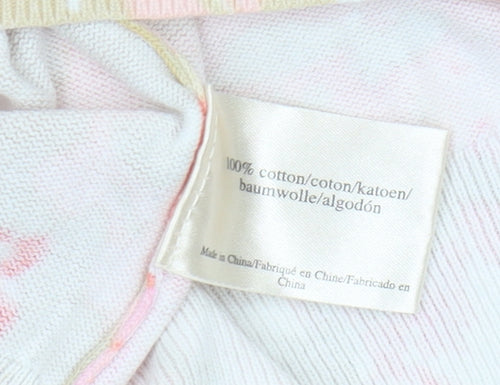 100% cotton/coton/katoen/
baumwolle/algodón
Made in China/Fabriqué en Chine/Fabricado en
China